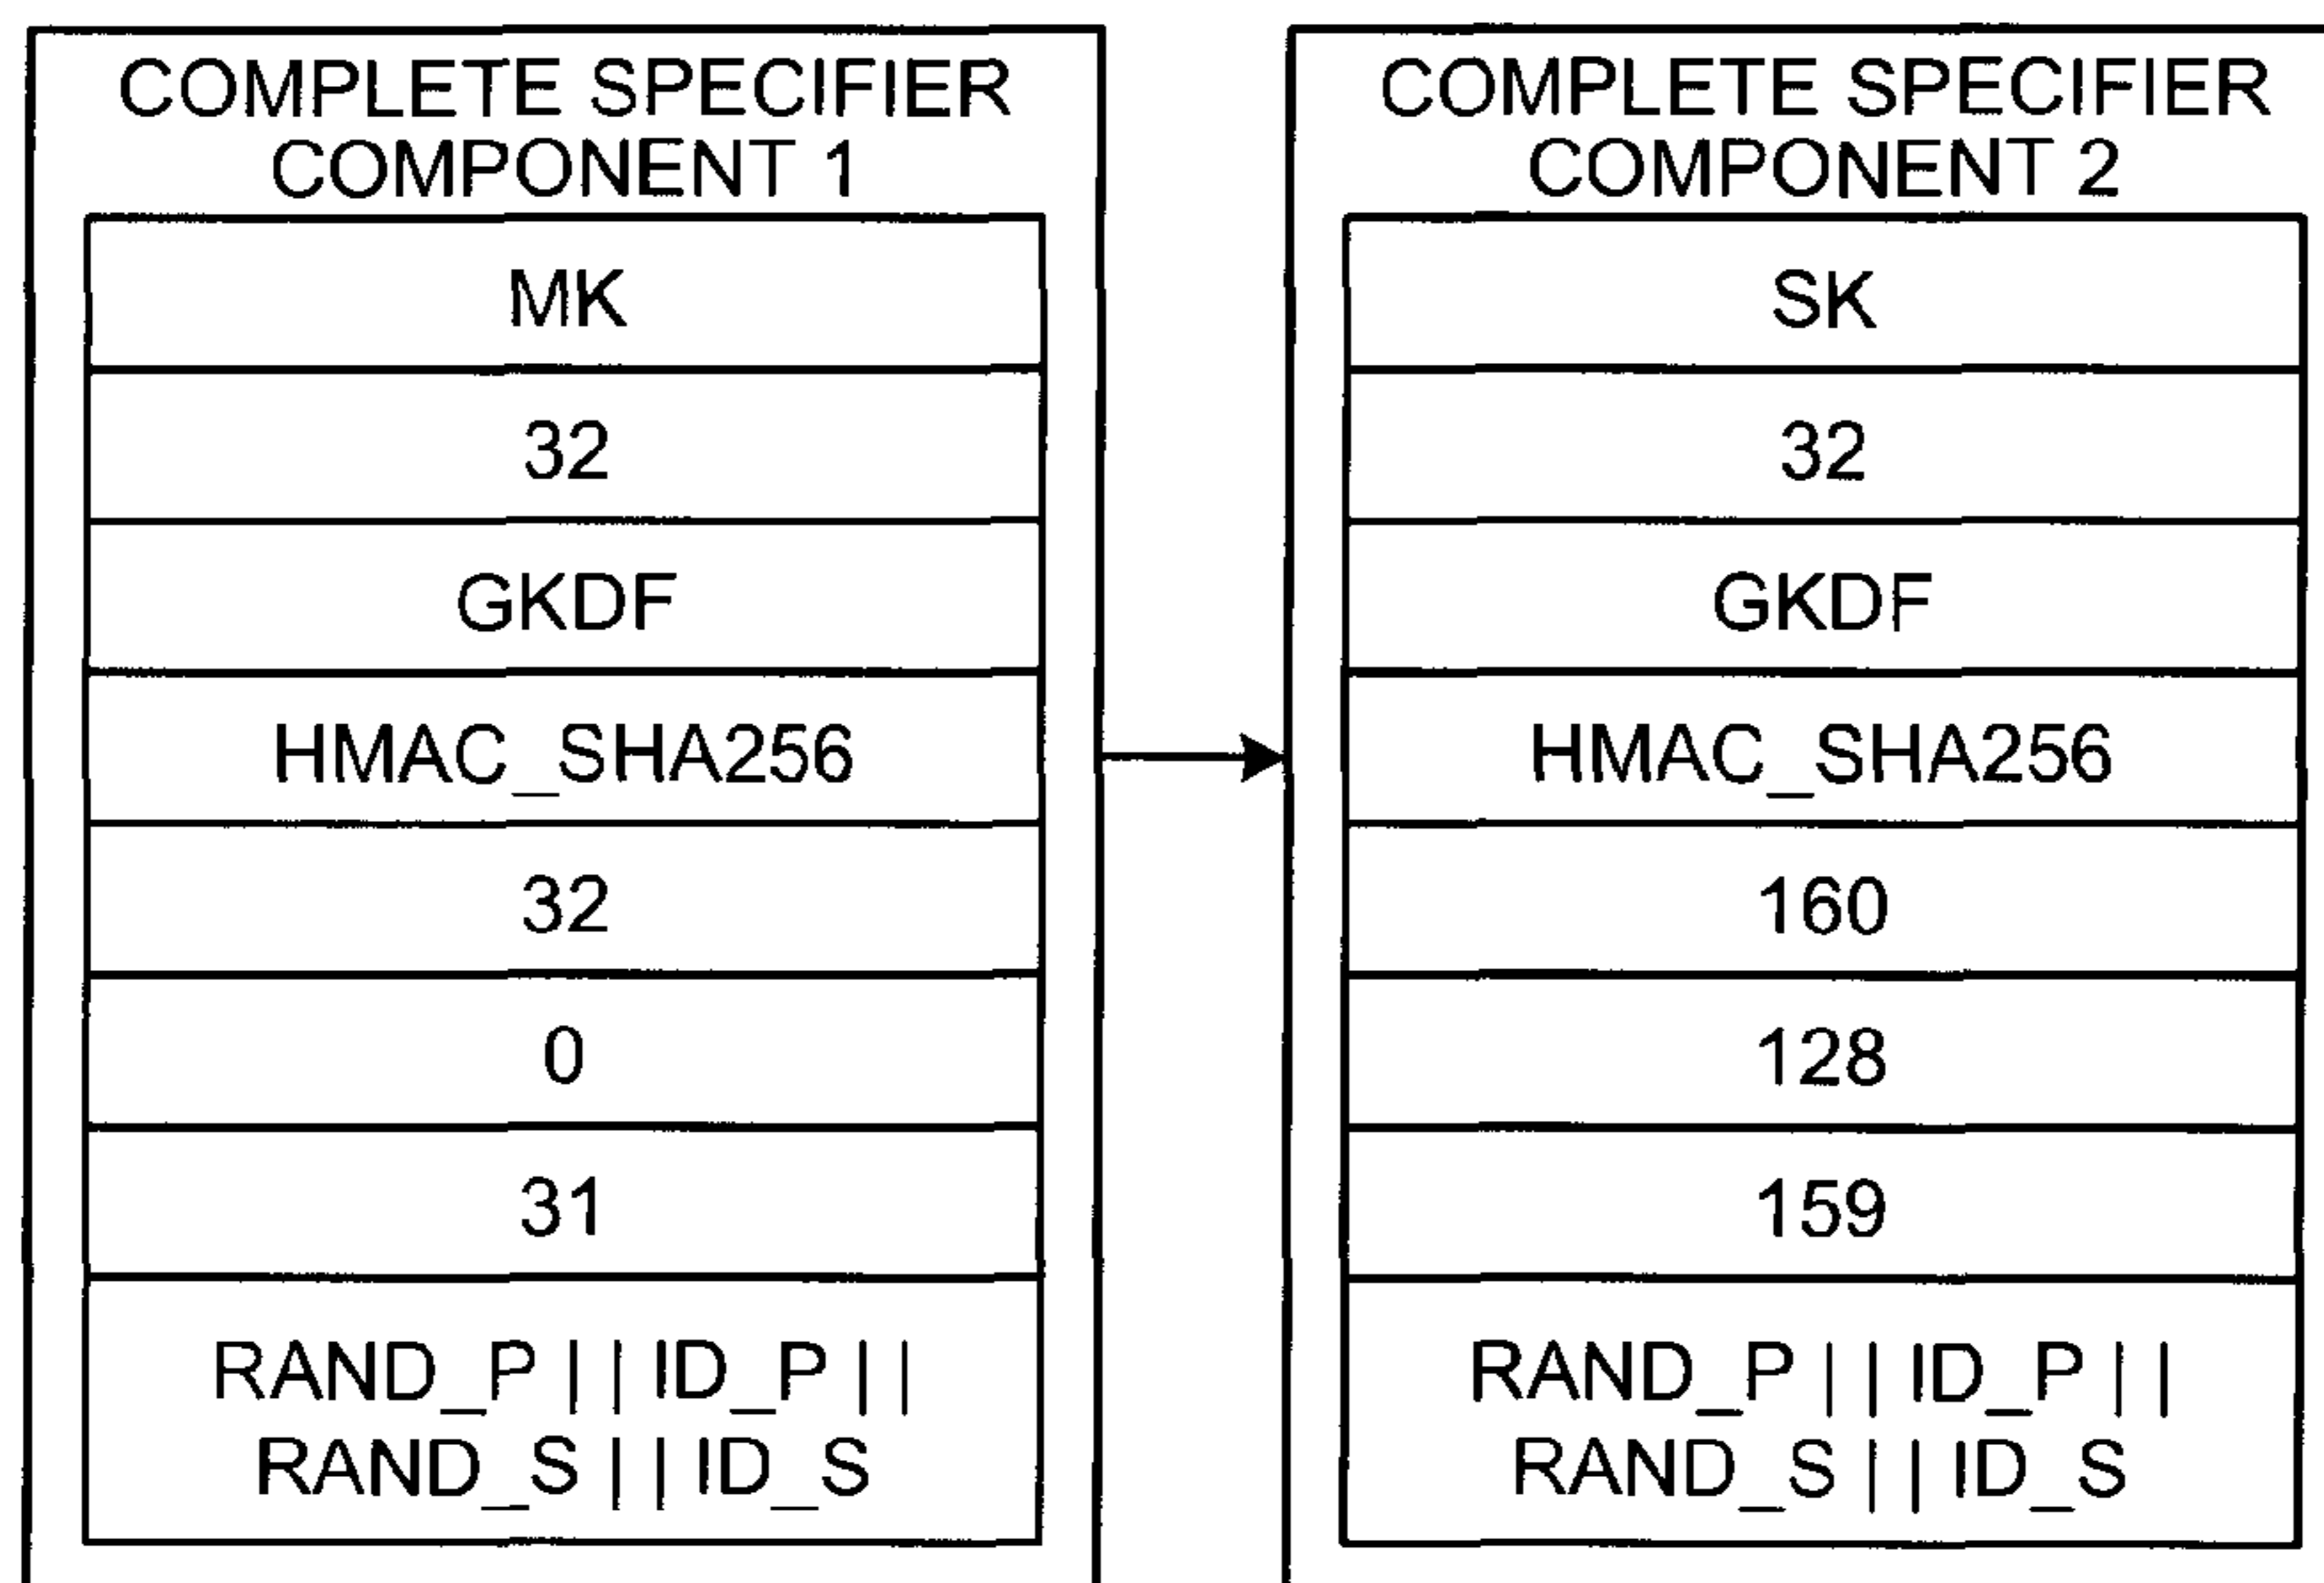 COMPLETE SPECIFIER
COMPONENT 1
MK
32
GKDF
HMAC_SHA256
32
0
31
RAND_P || ID_P ||
RAND_S || ID_S
COMPLETE SPECIFIER
COMPONENT 2
SK
32
GKDF
HMAC_SHA256
160
128
159
RAND_P || ID_P ||
RAND_S || ID_S